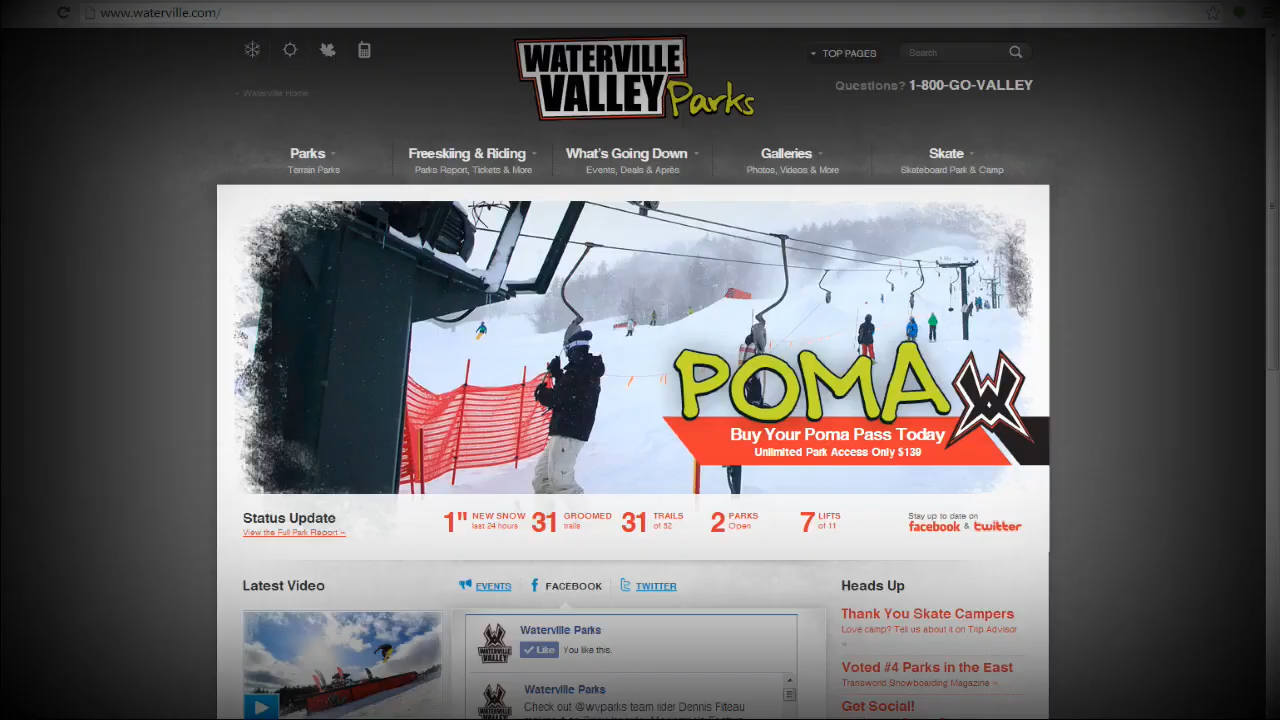 www.waterville.com/
WATERVILLE
VALLEY Parks
TOP PAGES
Search
Questions? 1-800-GO-VALLEY
Waterville Home
Parks
Terrain Parks
Freeskiing & Riding
Parks Report, Tickets & More
What's Going Down
Events, Deals & Après
Galleries
Photos, Videos & More
Skate
Skateboard Park & Camp
POMA
Buy Your Poma Pass Today
Unlimited Park Access Only $139
Status Update
View the Full Park Report »
1" NEW SNOW
last 24 hours
31 GROOMED
trails
31 TRAILS
of 52
2 PARKS
Open
7 LIFTS
of 11
Stay up to date on
facebook & twitter
Latest Video
EVENTS
FACEBOOK
TWITTER
Heads Up
Waterville Parks
Like You like this.
WATERVILLE
VALLEY
Waterville Parks
Check out @wvparks team rider Dennis Fiteau
Thank You Skate Campers
Love camp? Tell us about it on Trip Advisor
»
Voted #4 Parks in the East
Transworld Snowboarding Magazine »
Get Social!